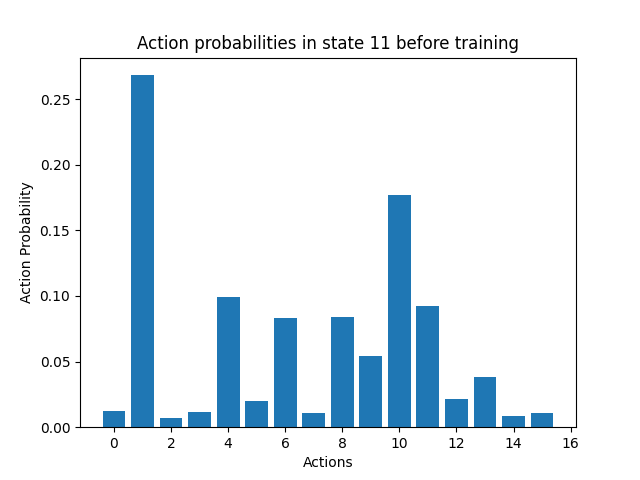 Action probabilities in state 11 before training
0.25
0.20
0.15
0.10
0.05
0.00
Action Probability
0 2 4 6 8 10 12 14 16
Actions